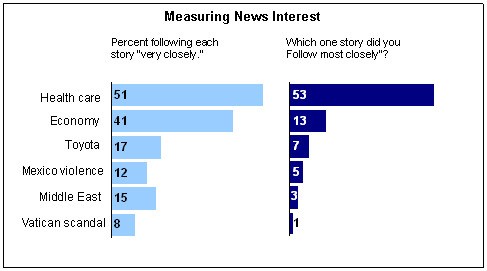 Measuring News Interest
Percent following each
story "very closely."
Which one story did you
Follow most closely"?
Health care 51 53
Economy 41 13
Toyota 17 7
Mexico violence 12 5
Middle East 15 3
Vatican scandal 8 1